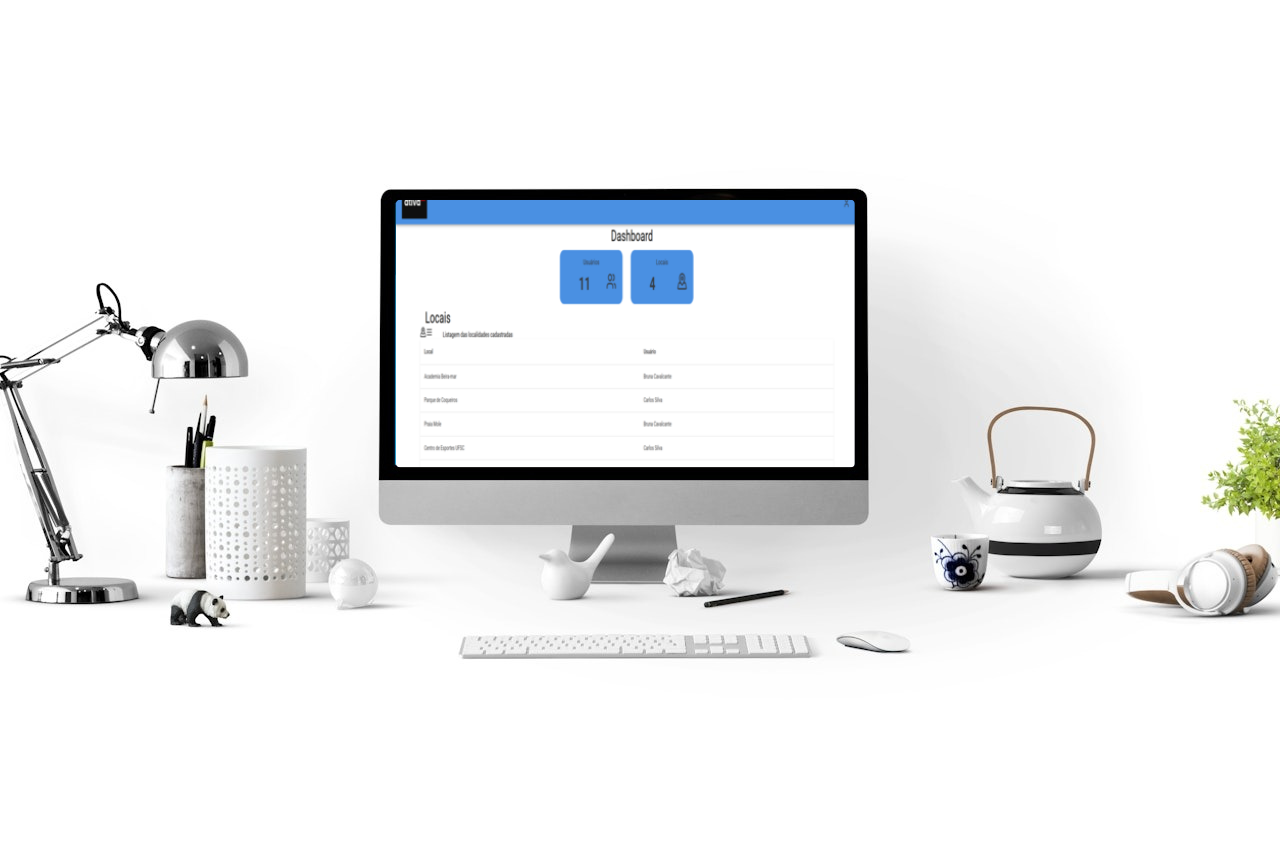 ativa
Dashboard
Usuários Locais
11 4
Locais
Listagem das localidades cadastradas
Local Usuário
Academia Beira-mar Bruna Cavalcante
Parque de Coqueiros Carlos Silva
Praia Mole Bruna Cavalcante
Centro de Esportes UFSC Carlos Silva